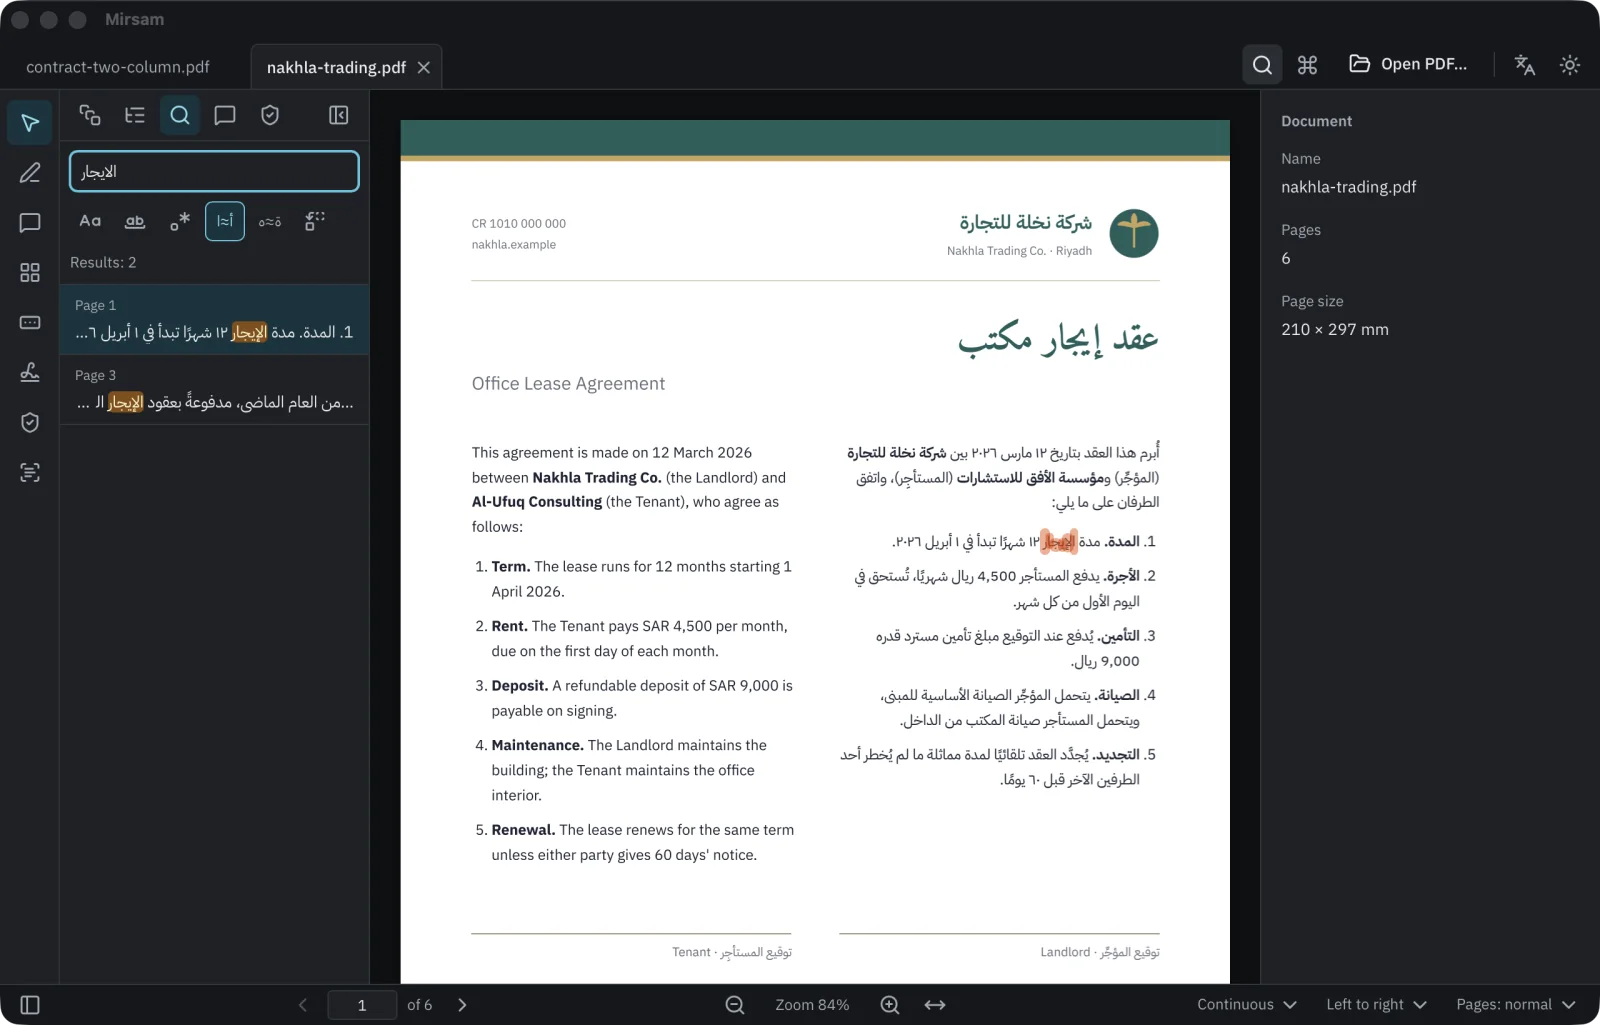 Mirsam
contract-two-column.pdf
nakhla-trading.pdf
Open PDF...
الايجار
Aa
ab
أ≈ا
ة≈ه
Results: 2
Page 1
1. المدة. مدة الإيجار ١٢ شهرًا تبدأ في ١ أبريل ٦...
Page 3
...من العام الماضي، مدفوعةً بعقود الإيجار الـ ...
CR 1010 000 000
nakhla.example
شركة نخلة للتجارة
Nakhla Trading Co. · Riyadh
عقد إيجار مكتب
Office Lease Agreement
This agreement is made on 12 March 2026
between Nakhla Trading Co. (the Landlord) and
Al-Ufuq Consulting (the Tenant), who agree as
follows:
1. Term. The lease runs for 12 months starting 1
April 2026.
2. Rent. The Tenant pays SAR 4,500 per month,
due on the first day of each month.
3. Deposit. A refundable deposit of SAR 9,000 is
payable on signing.
4. Maintenance. The Landlord maintains the
building; the Tenant maintains the office
interior.
5. Renewal. The lease renews for the same term
unless either party gives 60 days' notice.
أُبرم هذا العقد بتاريخ ١٢ مارس ٢٠٢٦ بين شركة نخلة للتجارة
(المؤجِّر) ومؤسسة الأفق للاستشارات (المستأجِر)، واتفق
الطرفان على ما يلي:
1. المدة. مدة الإيجار ١٢ شهرًا تبدأ في ١ أبريل ٢٠٢٦.
2. الأجرة. يدفع المستأجر 4,500 ريال شهريًا، تُستحق في
اليوم الأول من كل شهر.
3. التأمين. يُدفع عند التوقيع مبلغ تأمين مسترد قدره
9,000 ريال.
4. الصيانة. يتحمل المؤجِّر الصيانة الأساسية للمبنى،
ويتحمل المستأجر صيانة المكتب من الداخل.
5. التجديد. يُجدَّد العقد تلقائيًا لمدة مماثلة ما لم يُخطر أحد
الطرفين الآخر قبل ٦٠ يومًا.
توقيع المستأجِر · Tenant
توقيع المؤجِّر · Landlord
Document
Name
nakhla-trading.pdf
Pages
6
Page size
210 × 297 mm
1
of 6
Zoom 84%
Continuous
Left to right
Pages: normal